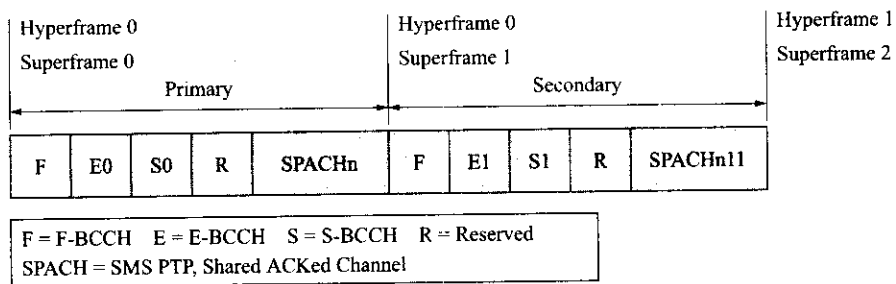 Hyperframe 0 Hyperframe 0 Hyperframe 1
Superframe 0 Superframe 1 Superframe 2
Primary Secondary
F E0 S0 R SPACHn F E1 S1 R SPACHn11
F = F-BCCH E = E-BCCH S = S-BCCH R = Reserved
SPACH = SMS PTP, Shared ACKed Channel